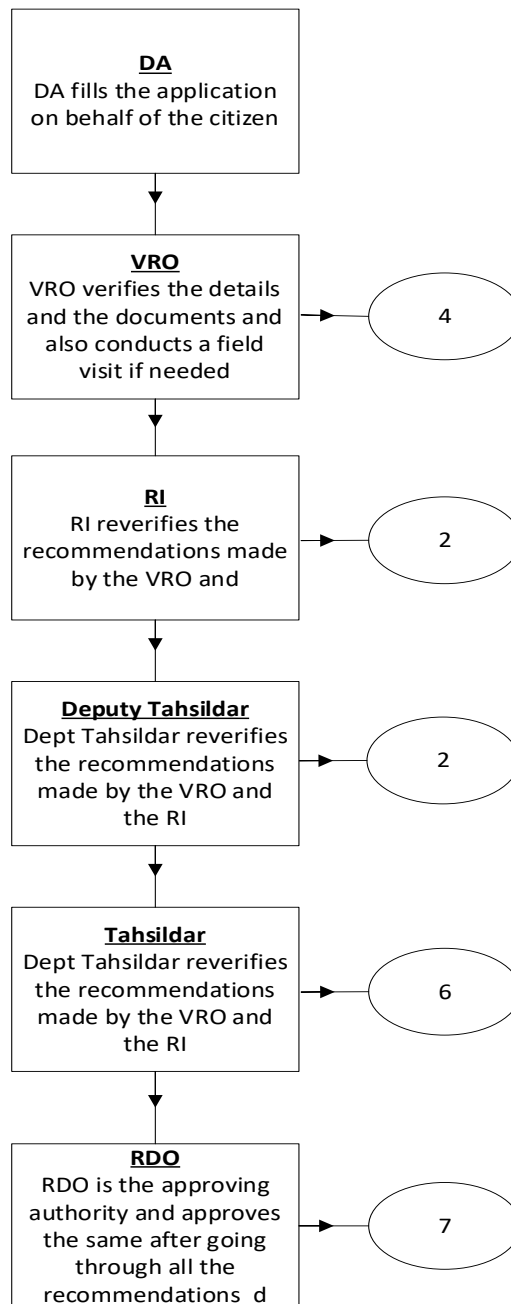 DA
DA fills the application
on behalf of the citizen
VRO
VRO verifies the details
and the documents and
also conducts a field
visit if needed
4
RI
RI reverifies the
recommendations made
by the VRO and
2
Deputy Tahsildar
Dept Tahsildar reverifies
the recommendations
made by the VRO and
the RI
2
Tahsildar
Dept Tahsildar reverifies
the recommendations
made by the VRO and
the RI
6
RDO
RDO is the approving
authority and approves
the same after going
through all the
recommendations d
7